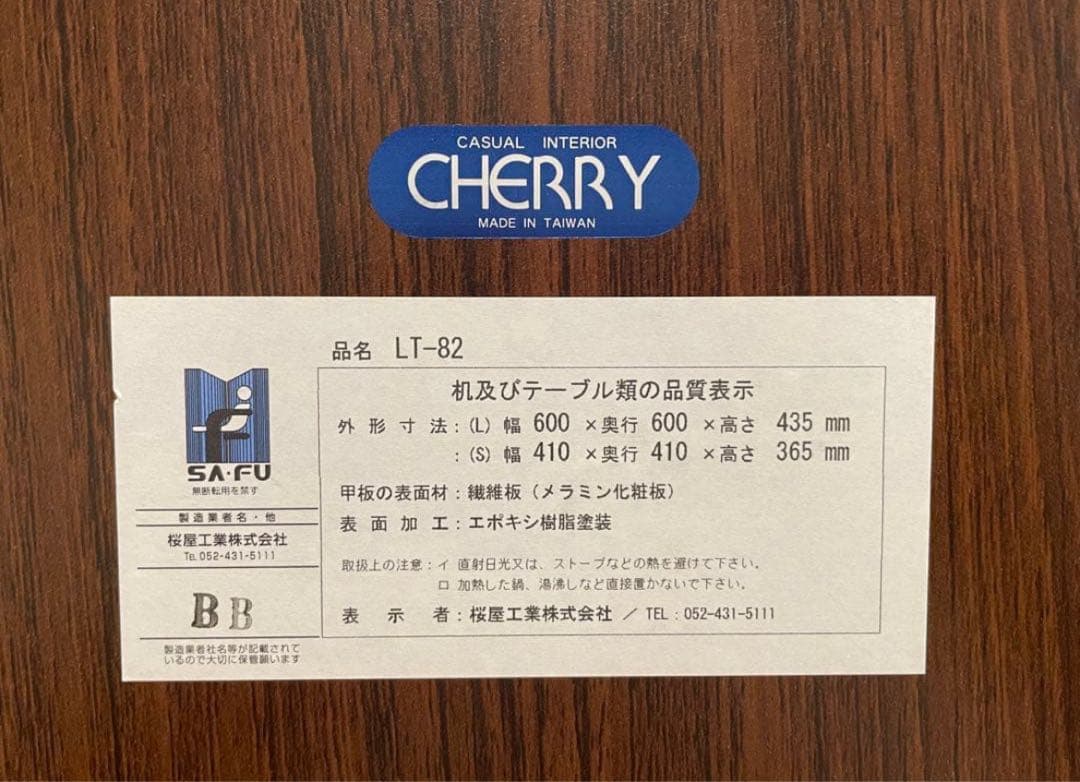 CASUAL INTERIOR
CHERRY
MADE IN TAIWAN
品名 LT-82
机及びテーブル類の品質表示
外形寸法:(L) 幅 600 ×奥行 600 ×高さ 435 mm
:(S) 幅 410 ×奥行 410 ×高さ 365 mm
甲板の表面材:繊維板(メラミン化粧板)
表面加工:エポキシ樹脂塗装
取扱上の注意:イ 直射日光又は、ストーブなどの熱を避けて下さい。
ロ 加熱した鍋、湯沸しなど直接置かないで下さい。
表示者:桜屋工業株式会社 / TEL:052-431-5111
SA・FU
無断転用を禁ず
製造業者名・他
桜屋工業株式会社
TEL 052-431-5111
BB
製造業者社名等が記載されて
いるので大切に保管願います